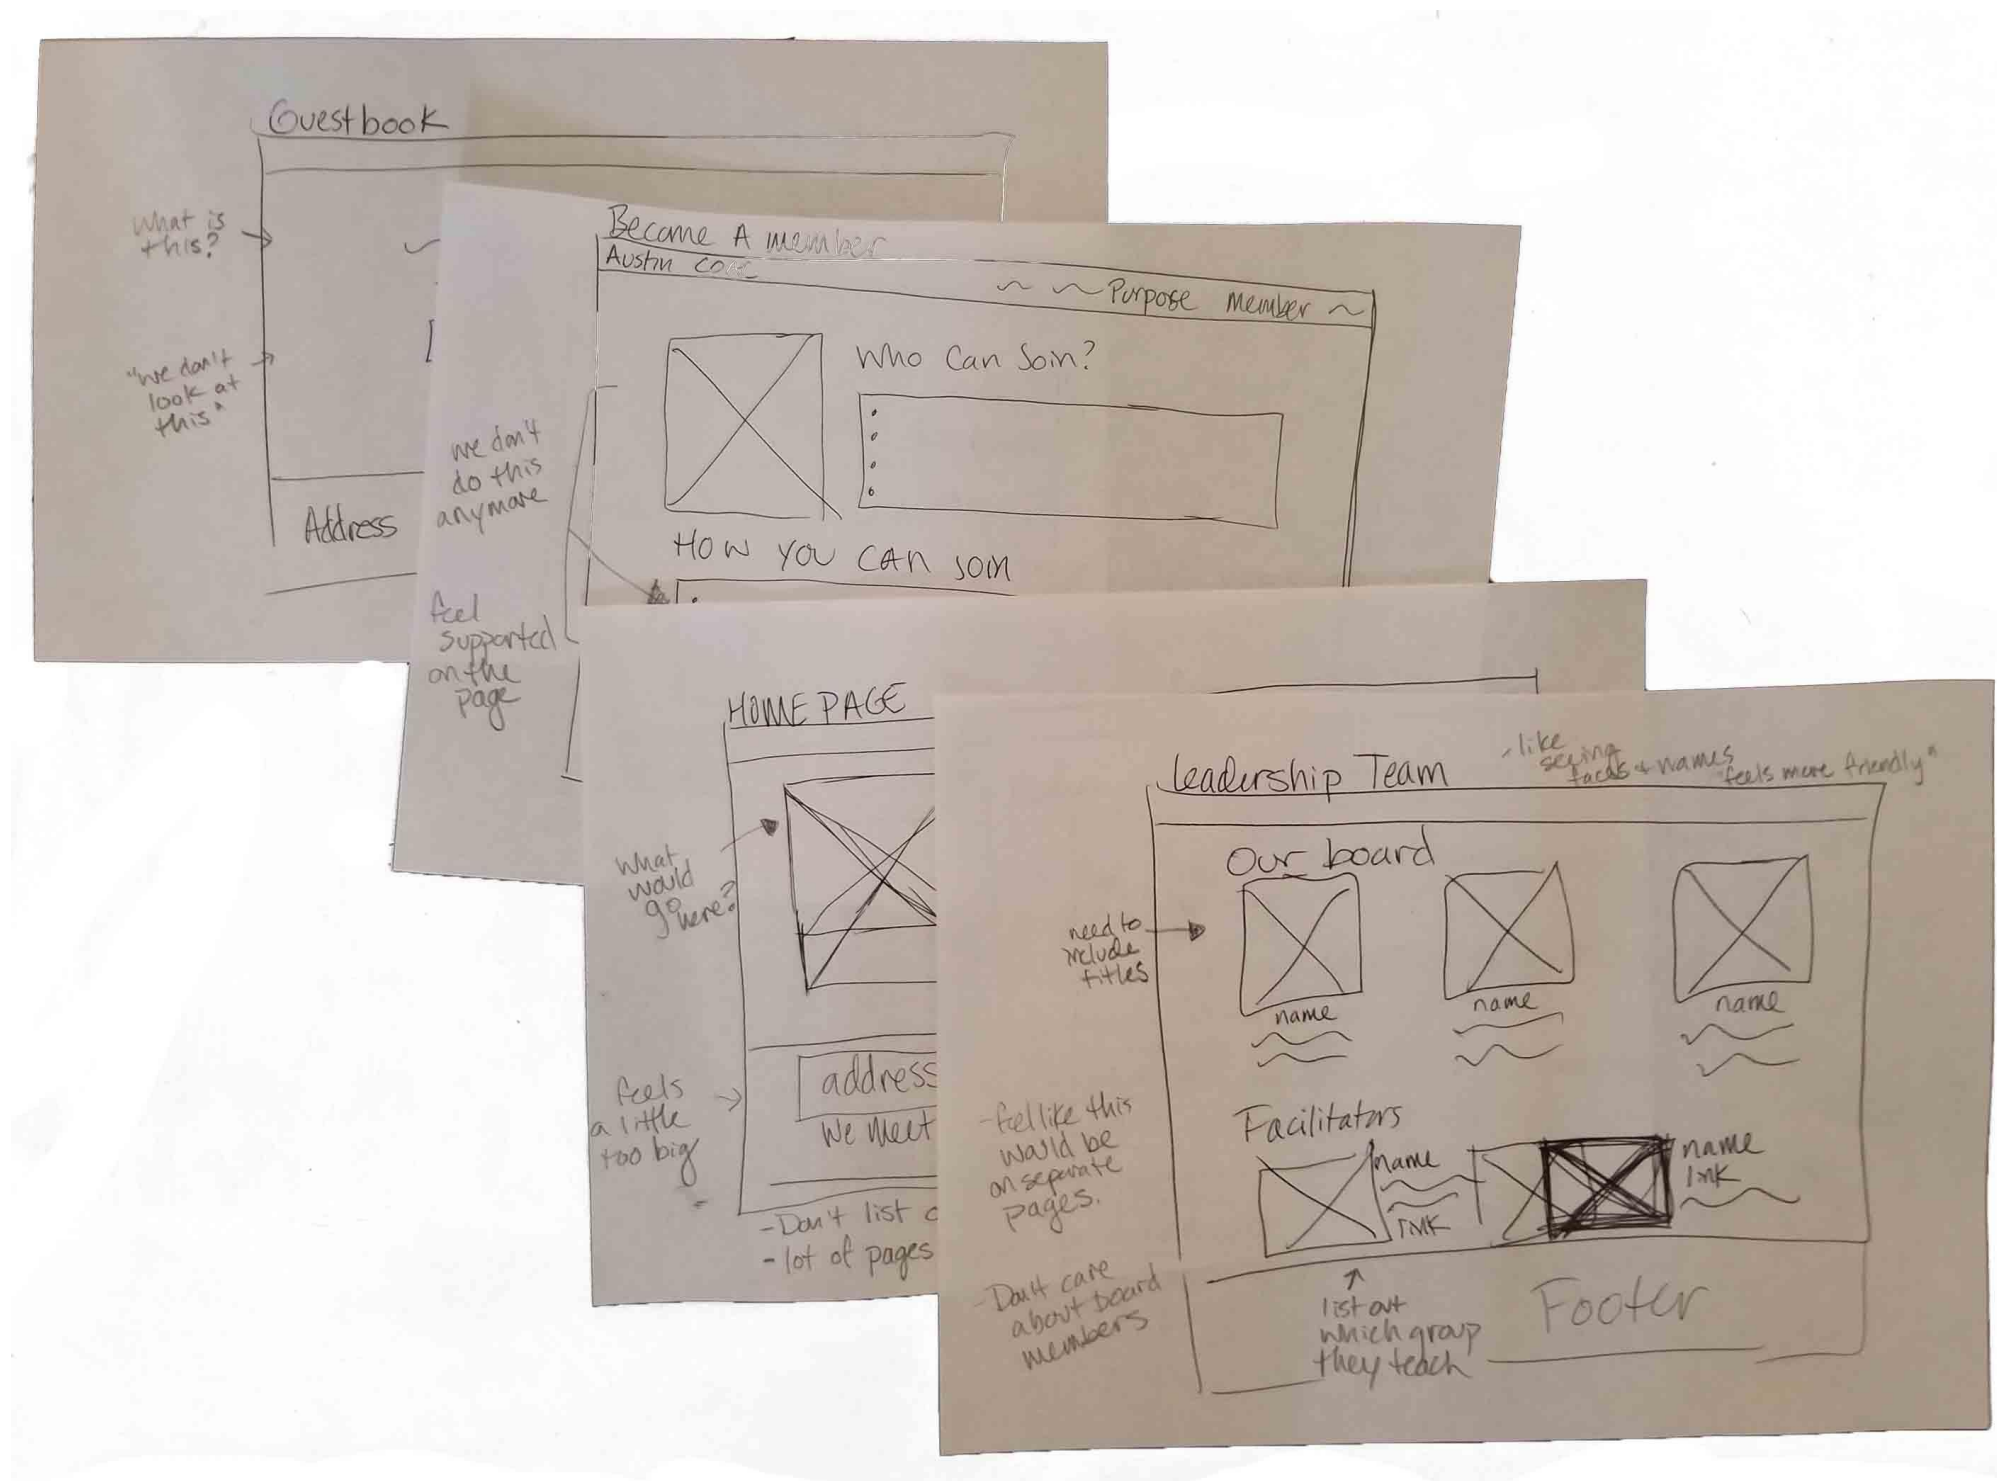 Guestbook
What is
this?
"we don't
look at
this"
Address
Become A member
Austin
Purpose member
Who Can Join?
How you can join
we don't
do this
anymore
feel
supported
on the
page
HOME PAGE
What
would
go here?
address
We meet
feels
a little
too big
-Don't list
- lot of pages
Leadership Team
-like
seeing
faces + names
"feels more friendly"
Our board
need to
include
titles
name
name
name
-feel like this
would be
on separate
pages.
Facilitators
name
link
name
link
-Don't care
about board
members
list out
which group
they teach
Footer